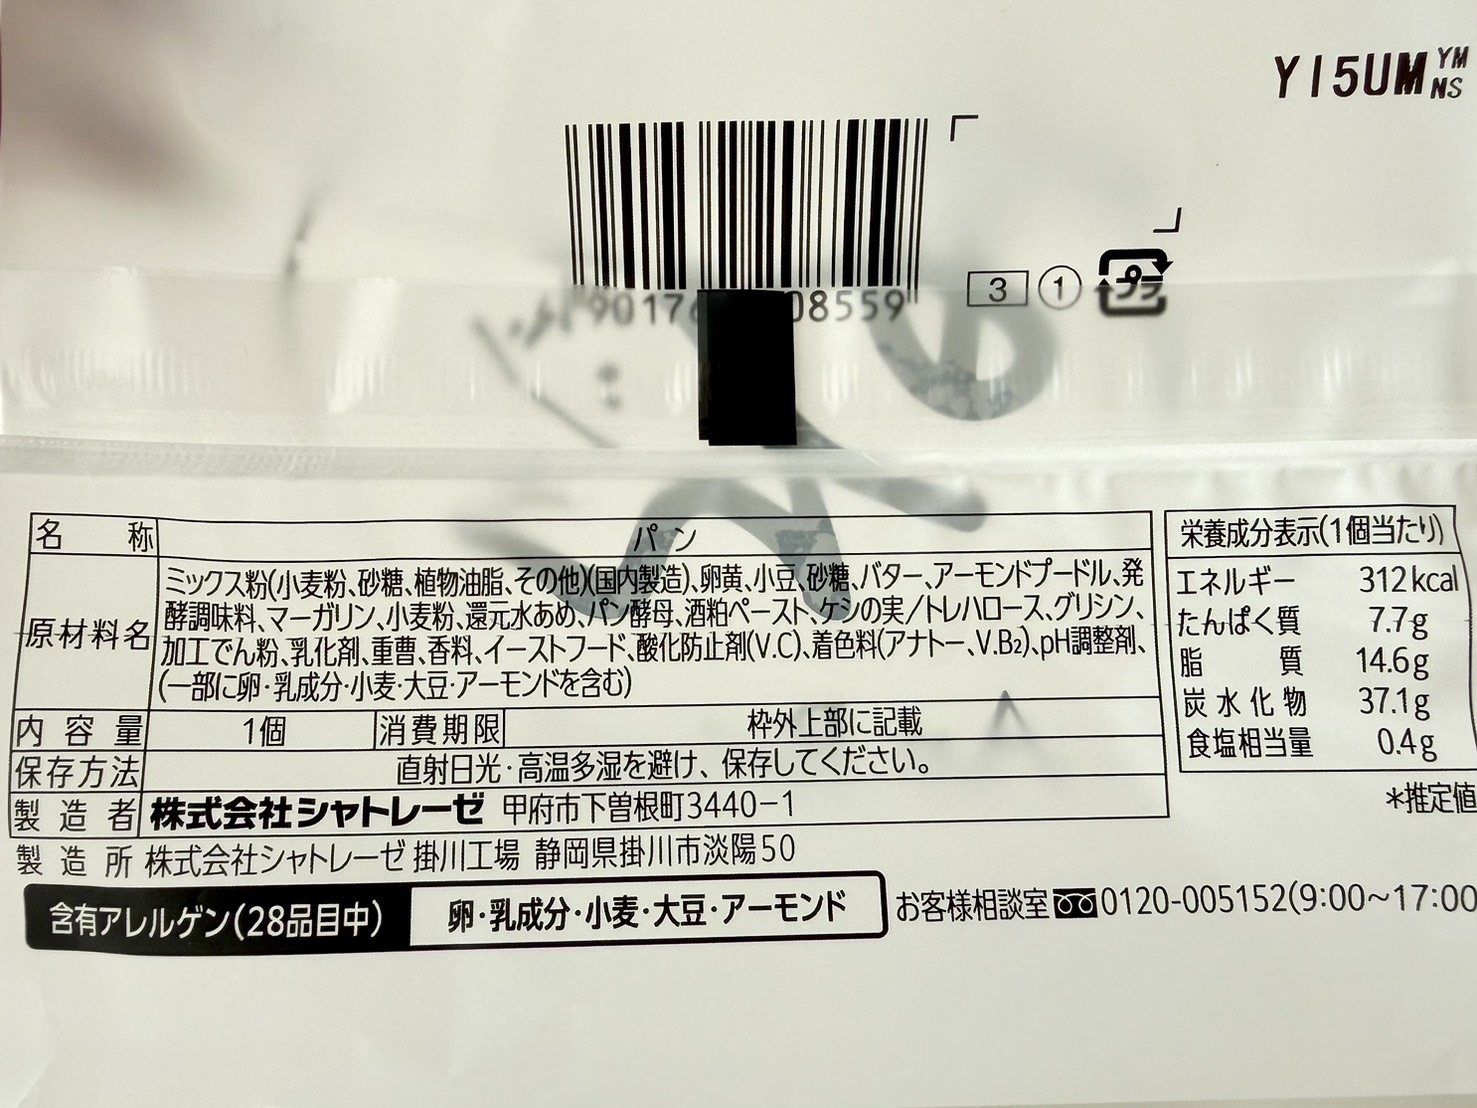 Y15UM YM
NS
3 1 プラ
08559
名称 パン
原材料名 ミックス粉(小麦粉、砂糖、植物油脂、その他)(国内製造)、卵黄、小豆、砂糖、バター、アーモンドプードル、発
酵調味料、マーガリン、小麦粉、還元水あめ、パン酵母、酒粕ペースト、ケシの実/トレハロース、グリシン、
加工でん粉、乳化剤、重曹、香料、イーストフード、酸化防止剤(V.C)、着色料(アナトー、V.B₂)、pH調整剤、
(一部に卵・乳成分・小麦・大豆・アーモンドを含む)
内容量 1個 消費期限 枠外上部に記載
保存方法 直射日光・高温多湿を避け、保存してください。
製造者 株式会社シャトレーゼ 甲府市下曽根町3440-1
製造所 株式会社シャトレーゼ 掛川工場 静岡県掛川市淡陽50
含有アレルゲン(28品目中) 卵・乳成分・小麦・大豆・アーモンド
栄養成分表示(1個当たり)
エネルギー 312kcal
たんぱく質 7.7g
脂質 14.6g
炭水化物 37.1g
食塩相当量 0.4g
*推定値
お客様相談室 0120-005152(9:00~17:00